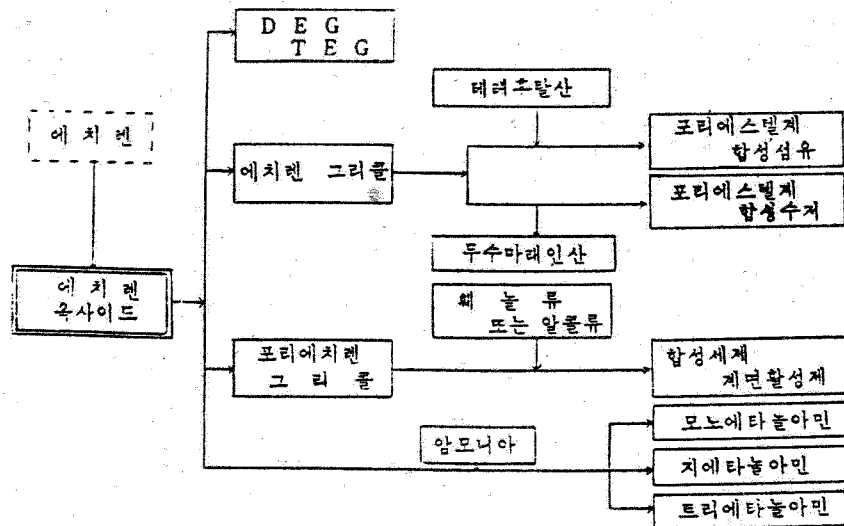 D E G
T E G
테레후탈산
에치렌
포리에스텔계
합성섬유
에치렌 그리콜
포리에스텔계
합성수지
무수마래인산
에치렌
옥사이드
훼놀류
또는 알콜류
포리에치렌
그리콜
합성세제
계면활성제
모노에타놀아민
암모니아
지에타놀아민
트리에타놀아민